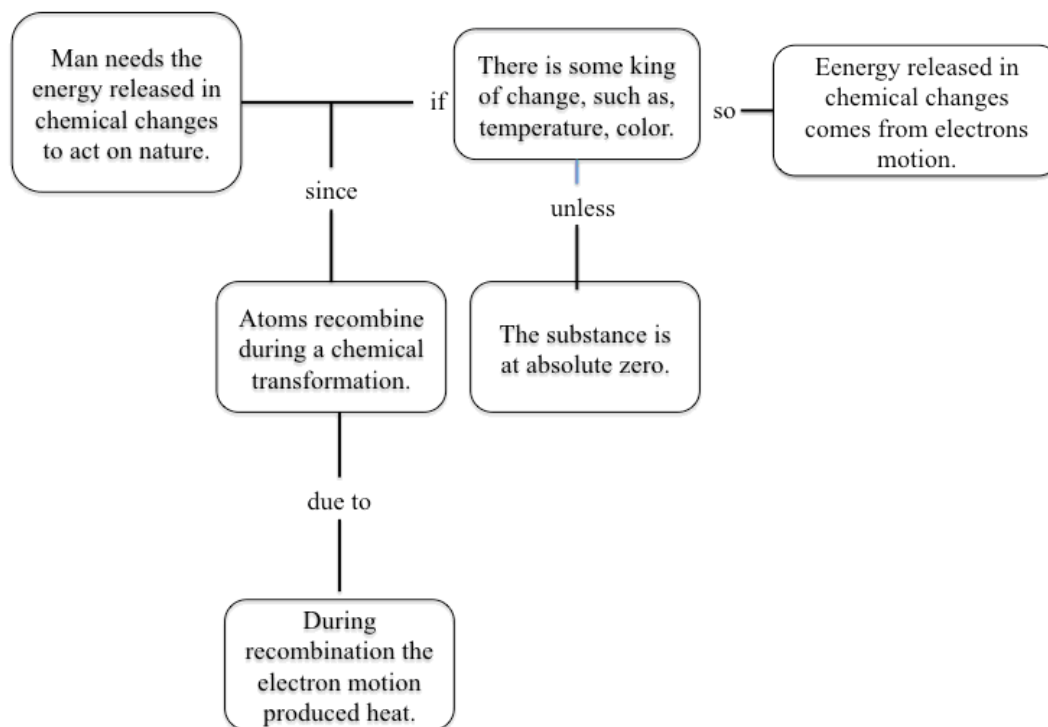 Man needs the
energy released in
chemical changes
to act on nature.
if
There is some king
of change, such as,
temperature, color.
so
Eenergy released in
chemical changes
comes from electrons
motion.
since
unless
Atoms recombine
during a chemical
transformation.
The substance is
at absolute zero.
due to
During
recombination the
electron motion
produced heat.